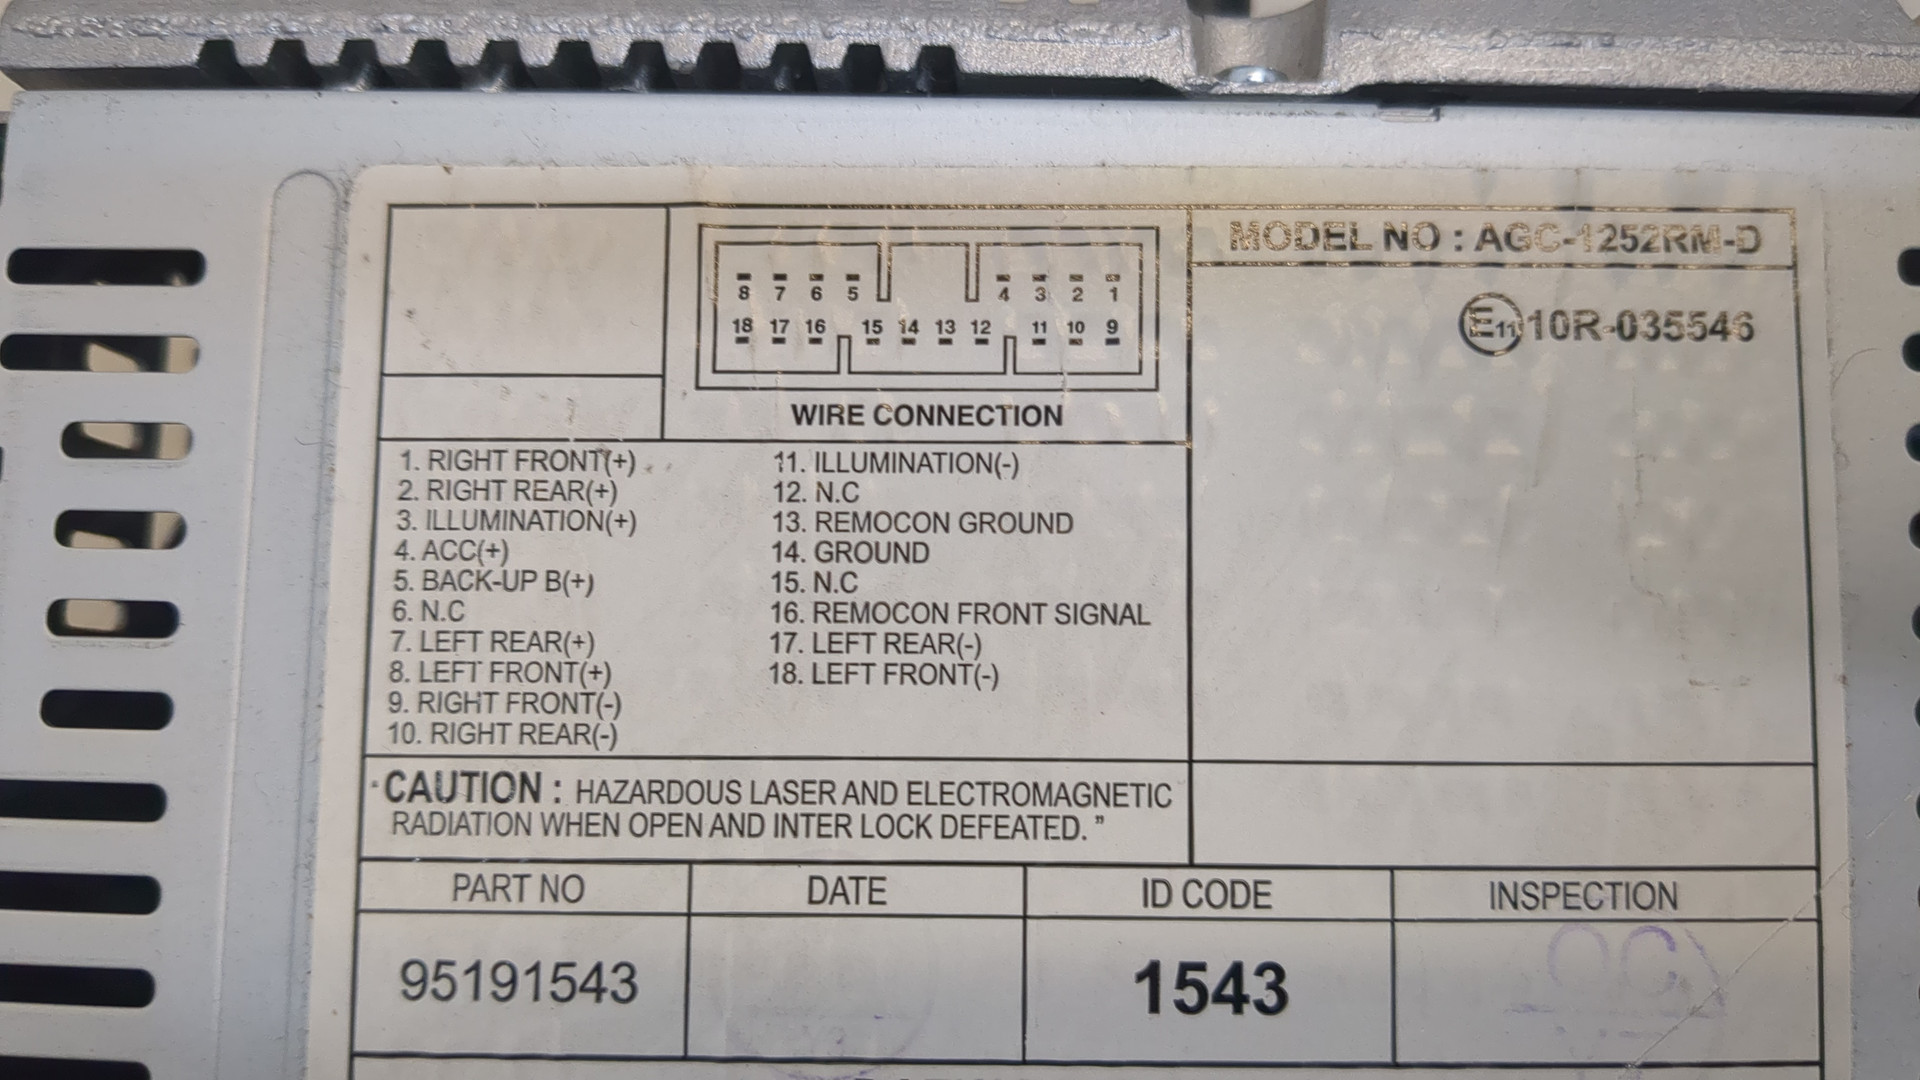 MODEL NO : AGC-1252RM-D
8 7 6 5 4 3 2 1
18 17 16 15 14 13 12 11 10 9
E11 10R-035546
WIRE CONNECTION
1. RIGHT FRONT(+)
2. RIGHT REAR(+)
3. ILLUMINATION(+)
4. ACC(+)
5. BACK-UP B(+)
6. N.C
7. LEFT REAR(+)
8. LEFT FRONT(+)
9. RIGHT FRONT(-)
10. RIGHT REAR(-)
11. ILLUMINATION(-)
12. N.C
13. REMOCON GROUND
14. GROUND
15. N.C
16. REMOCON FRONT SIGNAL
17. LEFT REAR(-)
18. LEFT FRONT(-)
CAUTION : HAZARDOUS LASER AND ELECTROMAGNETIC
RADIATION WHEN OPEN AND INTER LOCK DEFEATED. "
PART NO DATE ID CODE INSPECTION
95191543 1543